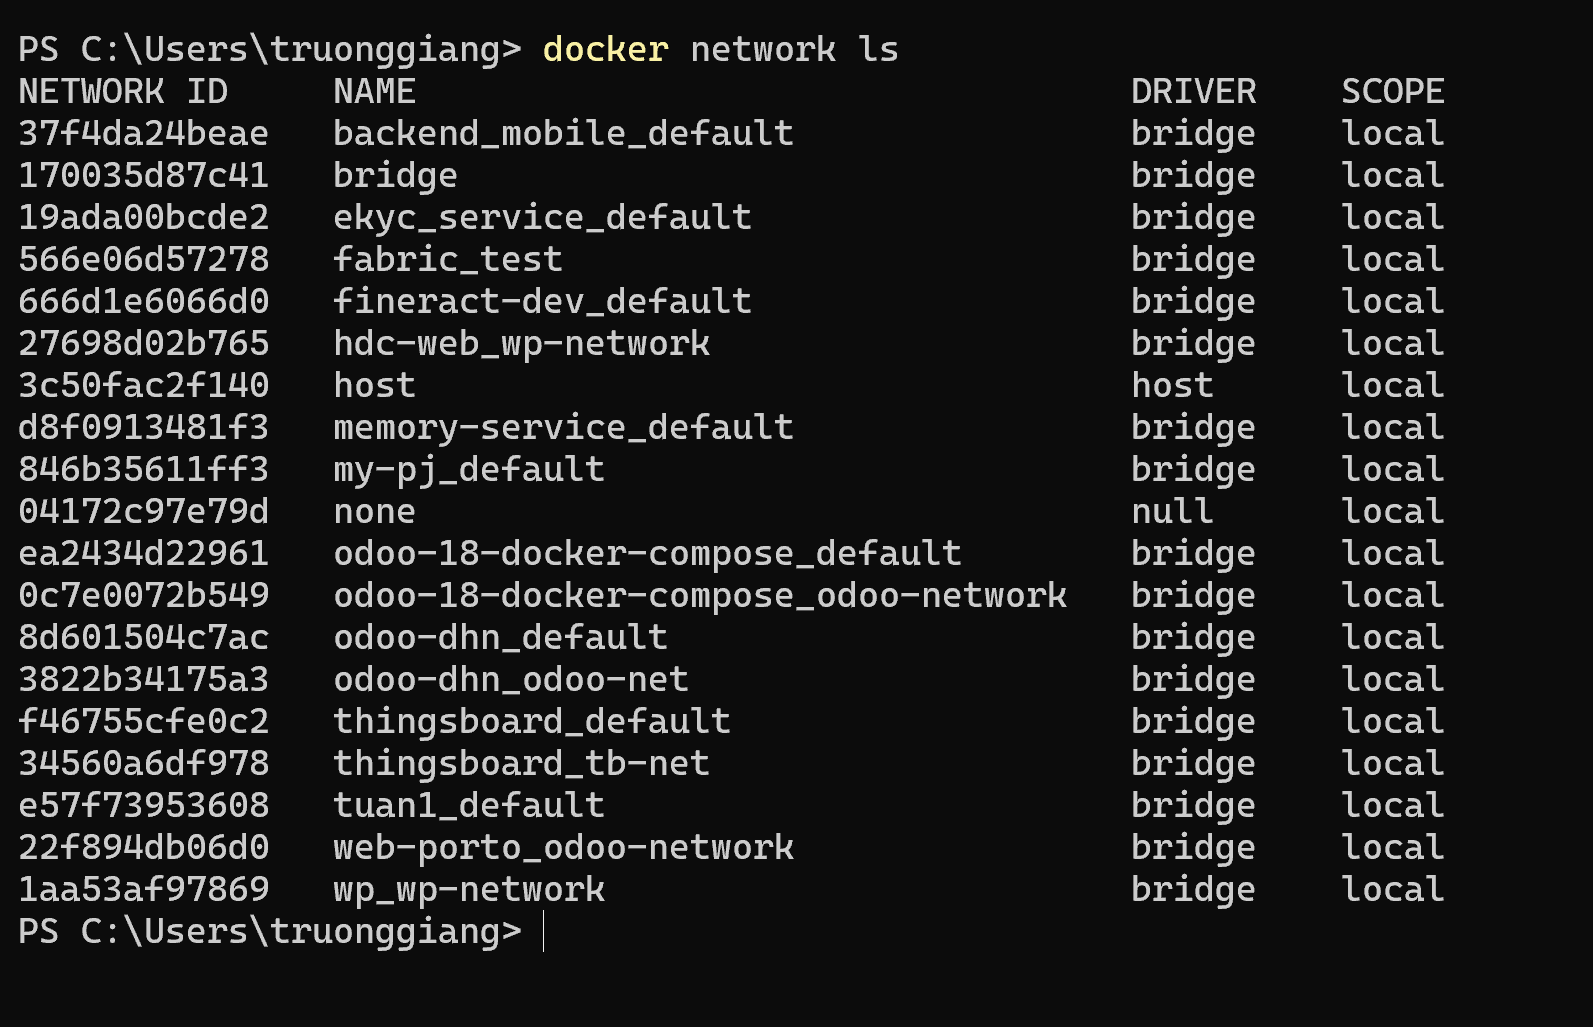 PS C:\Users\truonggiang> docker network ls
NETWORK ID     NAME                                  DRIVER    SCOPE
37f4da24beae   backend_mobile_default                bridge    local
170035d87c41   bridge                                bridge    local
19ada00bcde2   ekyc_service_default                  bridge    local
566e06d57278   fabric_test                           bridge    local
666d1e6066d0   fineract-dev_default                  bridge    local
27698d02b765   hdc-web_wp-network                    bridge    local
3c50fac2f140   host                                  host      local
d8f0913481f3   memory-service_default                bridge    local
846b35611ff3   my-pj_default                         bridge    local
04172c97e79d   none                                  null      local
ea2434d22961   odoo-18-docker-compose_default        bridge    local
0c7e0072b549   odoo-18-docker-compose_odoo-network   bridge    local
8d601504c7ac   odoo-dhn_default                      bridge    local
3822b34175a3   odoo-dhn_odoo-net                     bridge    local
f46755cfe0c2   thingsboard_default                   bridge    local
34560a6df978   thingsboard_tb-net                    bridge    local
e57f73953608   tuan1_default                         bridge    local
22f894db06d0   web-porto_odoo-network                bridge    local
1aa53af97869   wp_wp-network                         bridge    local
PS C:\Users\truonggiang>